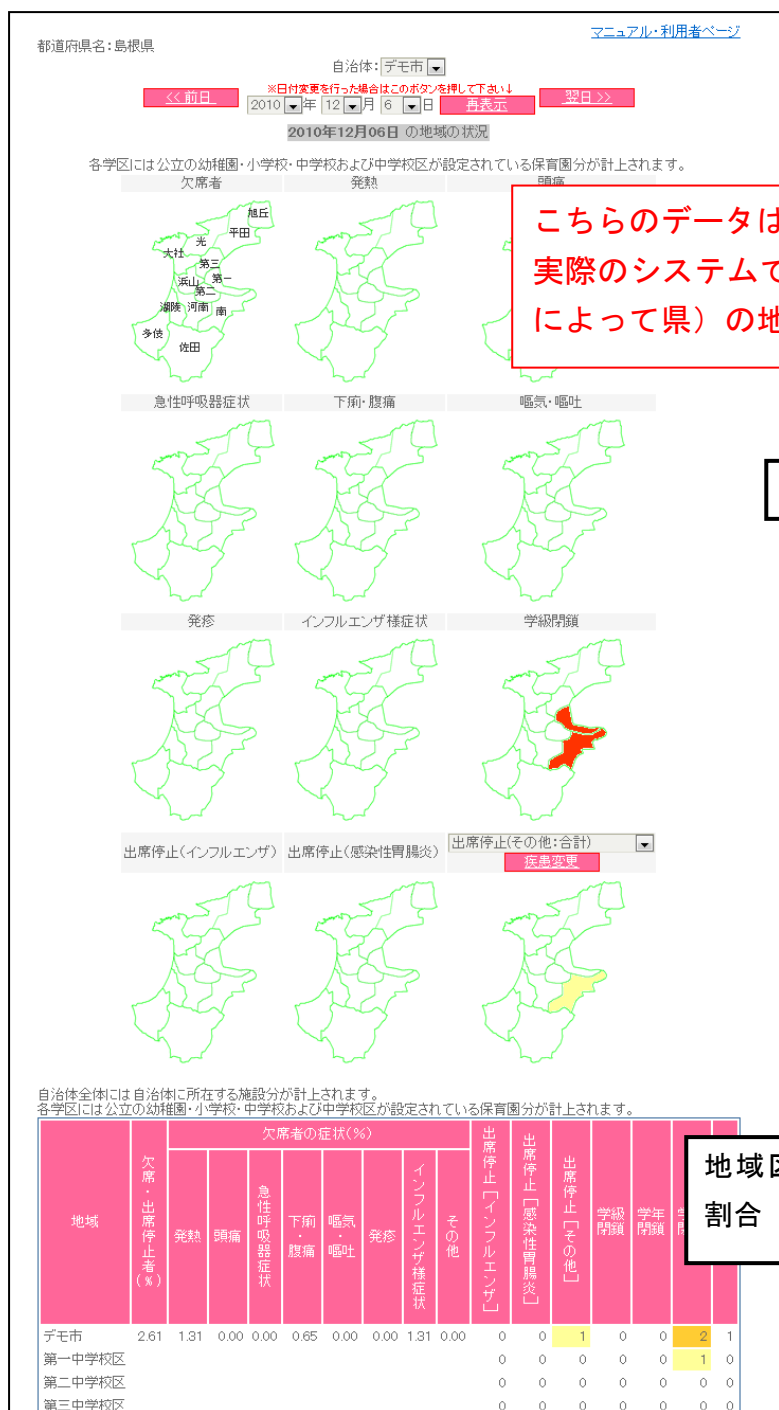 マニュアル・利用者ページ
都道府県名：島根県
自治体：デモ市
※日付変更を行った場合はこのボタンを押して下さい↓
<< 前日 2010 年 12 月 6 日 再表示 翌日 >>
2010年12月06日 の地域の状況
各学区には公立の幼稚園・小学校・中学校および中学校区が設定されている保育園分が計上されます。
欠席者 発熱 頭痛
こちらのデータは
実際のシステムで
によって県）の地
旭丘
平田
光
大社
第三
浜山 第一
第二
湖陵 河南 南
多伎
佐田
急性呼吸器症状 下痢・腹痛 嘔気・嘔吐
発疹 インフルエンザ様症状 学級閉鎖
出席停止(インフルエンザ) 出席停止(感染性胃腸炎) 出席停止(その他：合計)
疾患変更
自治体全体には自治体に所在する施設分が計上されます。
各学区には公立の幼稚園・小学校・中学校および中学校区が設定されている保育園分が計上されます。
地域 欠席・出席停止者(%) 欠席者の症状(%) 出席停止［インフルエンザ］ 出席停止［感染性胃腸炎］ 出席停止［その他］ 学級閉鎖 学年閉鎖
発熱 頭痛 急性呼吸器症状 下痢・腹痛 嘔気・嘔吐 発疹 インフルエンザ様症状 その他
地域区
割合
デモ市 2.61 1.31 0.00 0.00 0.65 0.00 0.00 1.31 0.00 0 0 1 0 0 2 1
第一中学校区 0 0 0 0 0 1 0
第二中学校区 0 0 0 0 0 0 0
第三中学校区 0 0 0 0 0 0 0